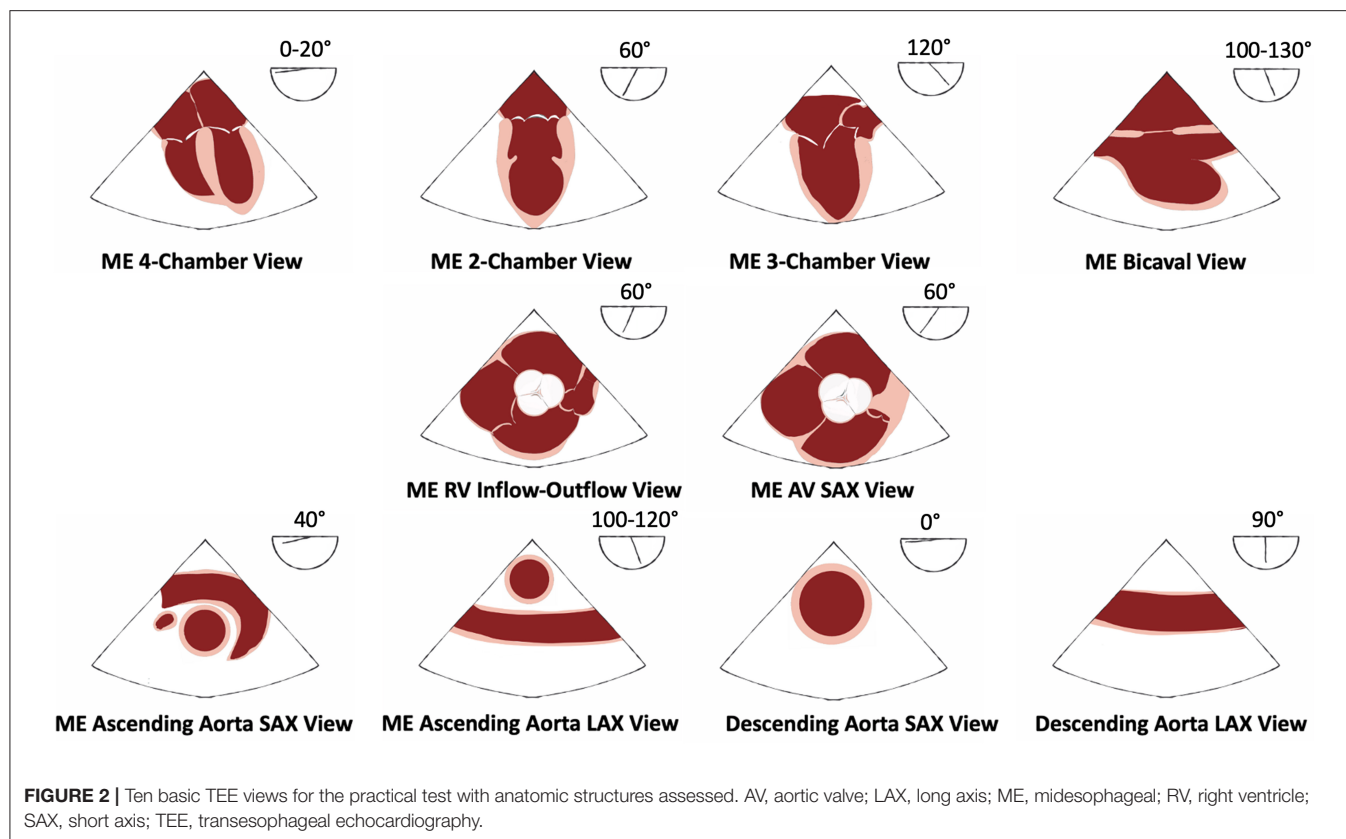 0-20°
60°
120°
100-130°
ME 4-Chamber View
ME 2-Chamber View
ME 3-Chamber View
ME Bicaval View
60°
60°
ME RV Inflow-Outflow View
ME AV SAX View
40°
100-120°
0°
90°
ME Ascending Aorta SAX View
ME Ascending Aorta LAX View
Descending Aorta SAX View
Descending Aorta LAX View
FIGURE 2 | Ten basic TEE views for the practical test with anatomic structures assessed. AV, aortic valve; LAX, long axis; ME, midesophageal; RV, right ventricle;
SAX, short axis; TEE, transesophageal echocardiography.